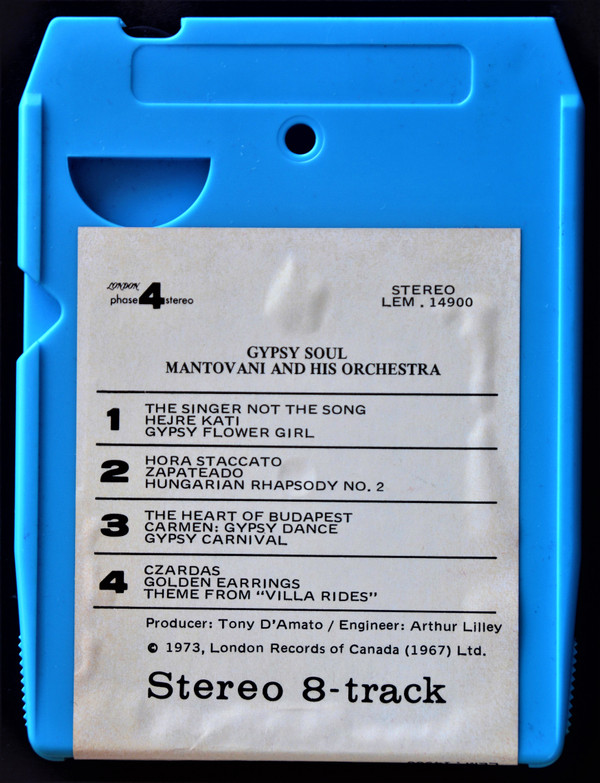 LONDON
phase 4 stereo
STEREO
LEM . 14900
GYPSY SOUL
MANTOVANI AND HIS ORCHESTRA
1
THE SINGER NOT THE SONG
HEJRE KATI
GYPSY FLOWER GIRL
2
HORA STACCATO
ZAPATEADO
HUNGARIAN RHAPSODY NO. 2
3
THE HEART OF BUDAPEST
CARMEN: GYPSY DANCE
GYPSY CARNIVAL
4
CZARDAS
GOLDEN EARRINGS
THEME FROM “VILLA RIDES”
Producer: Tony D'Amato / Engineer: Arthur Lilley
© 1973, London Records of Canada (1967) Ltd.
Stereo 8-track